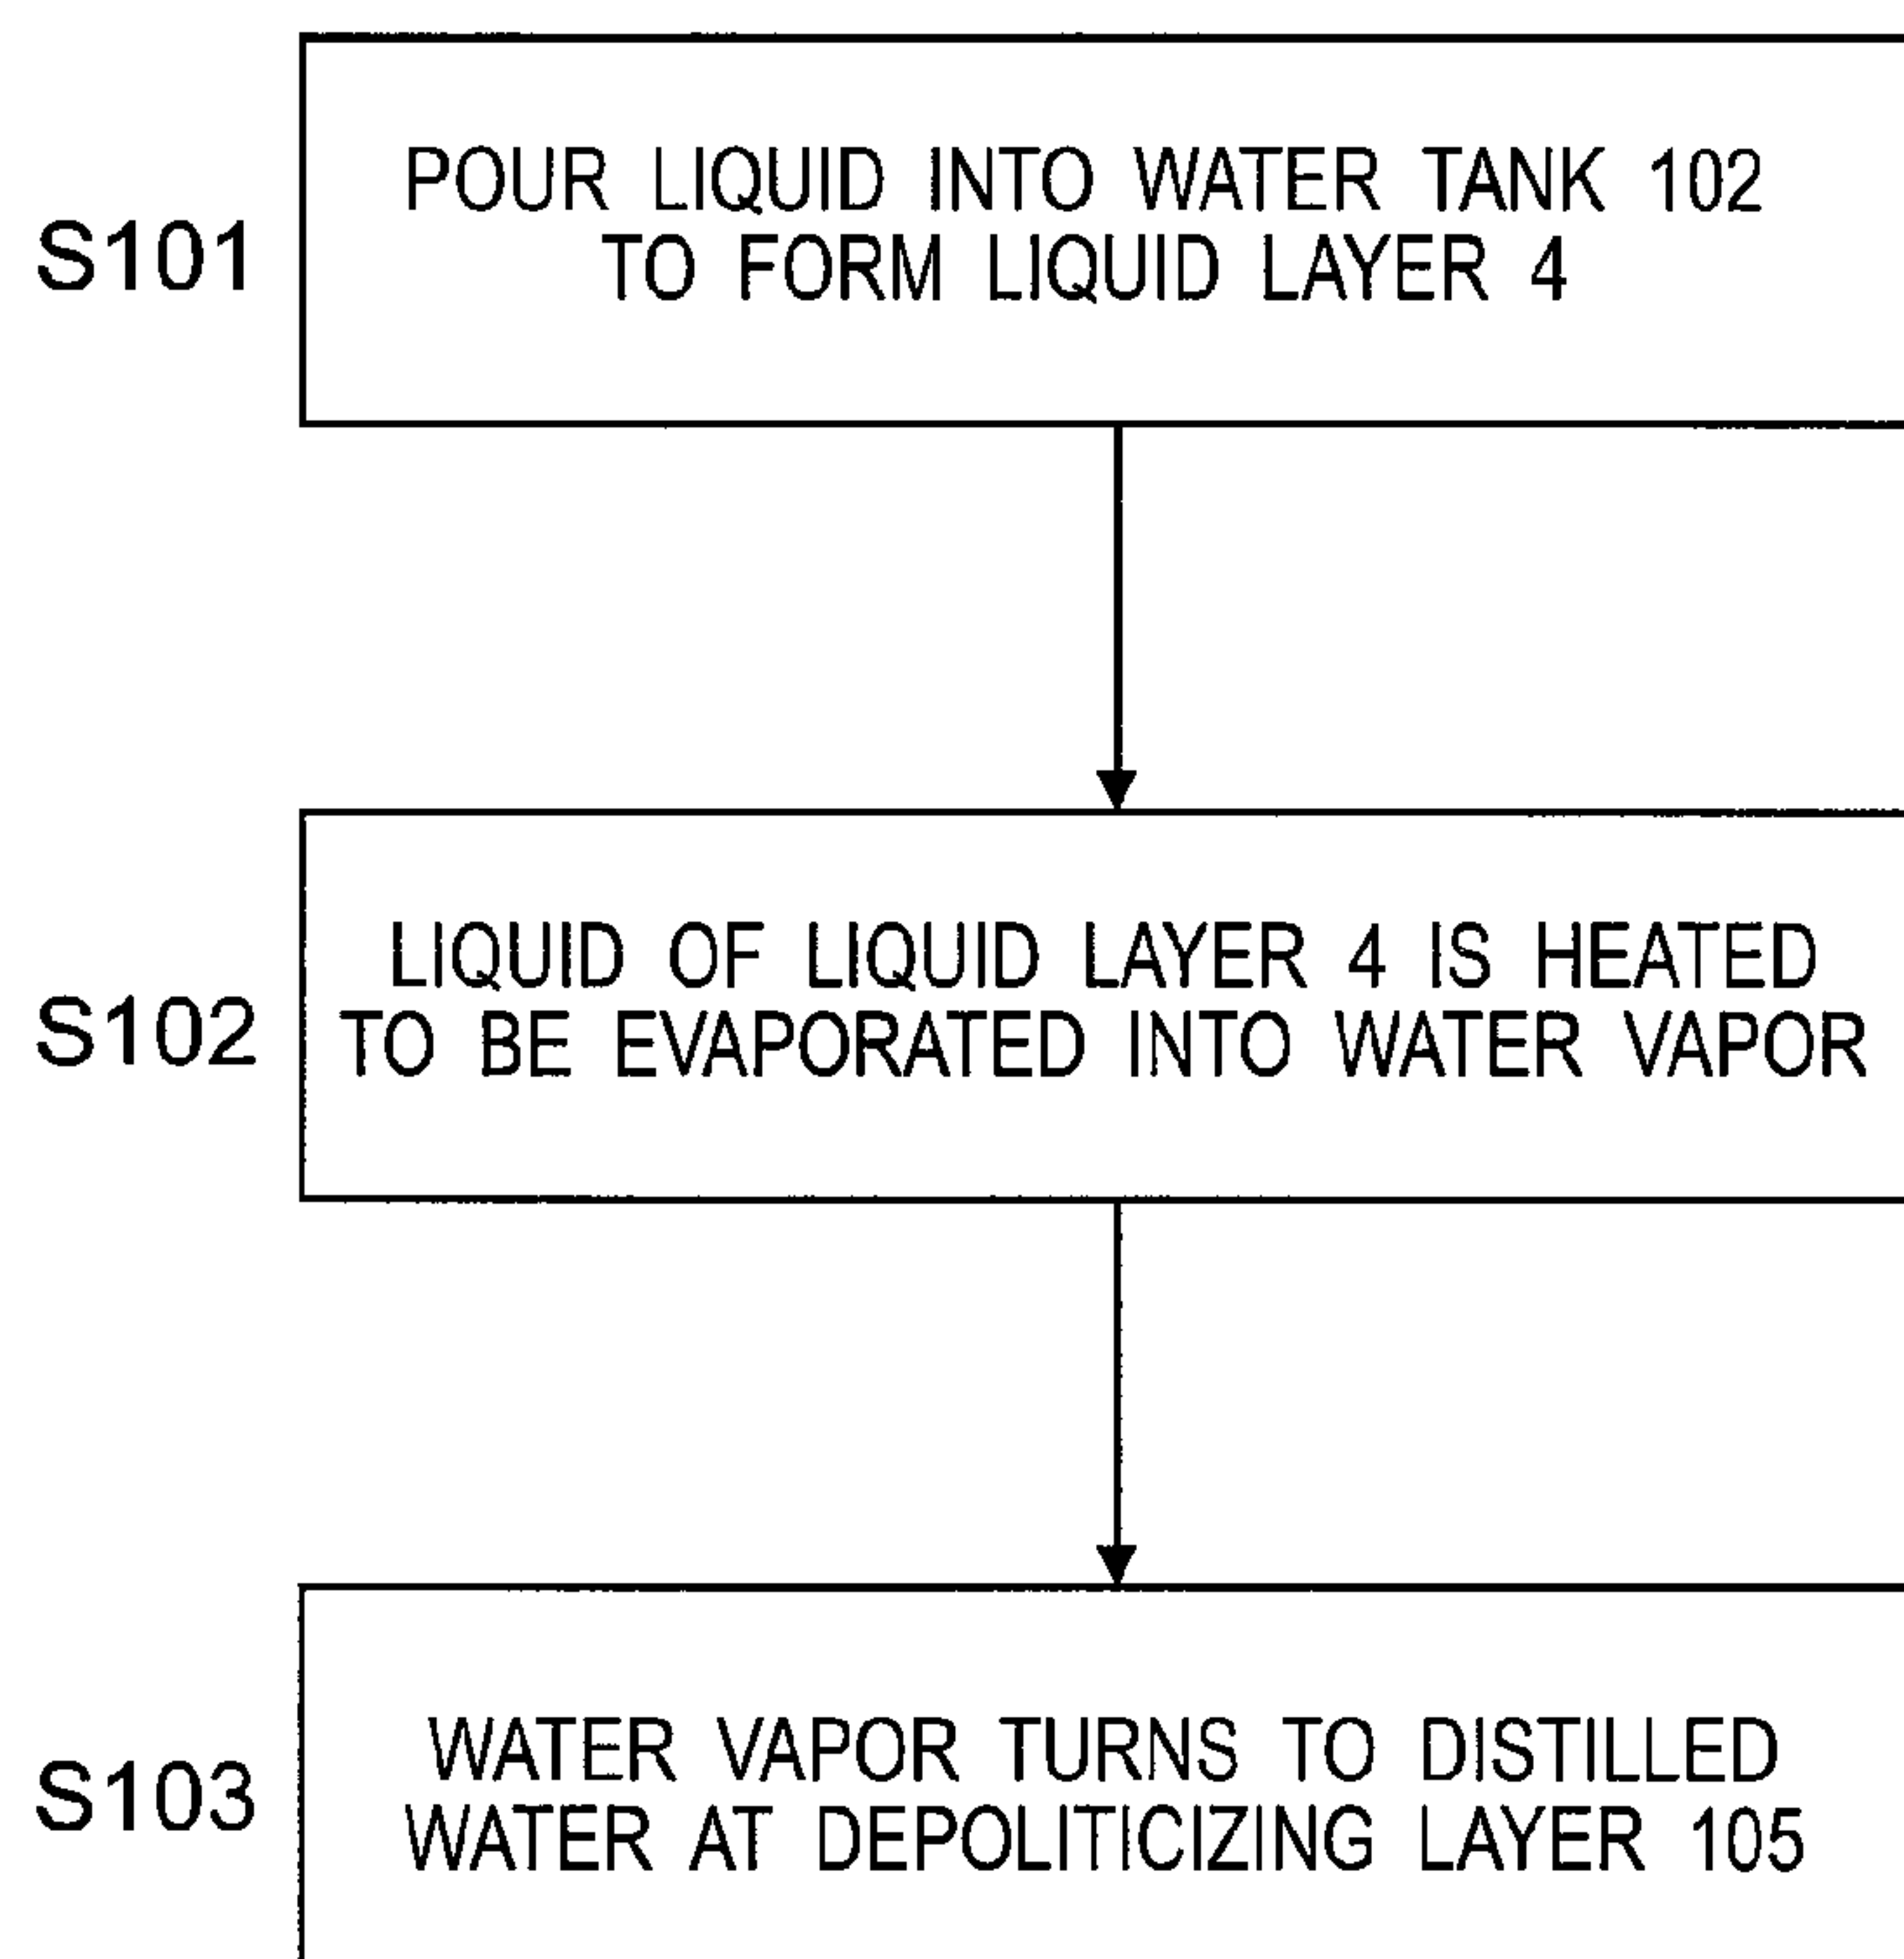 S101
POUR LIQUID INTO WATER TANK 102
TO FORM LIQUID LAYER 4
S102
LIQUID OF LIQUID LAYER 4 IS HEATED
TO BE EVAPORATED INTO WATER VAPOR
S103
WATER VAPOR TURNS TO DISTILLED
WATER AT DEPOLITICIZING LAYER 105